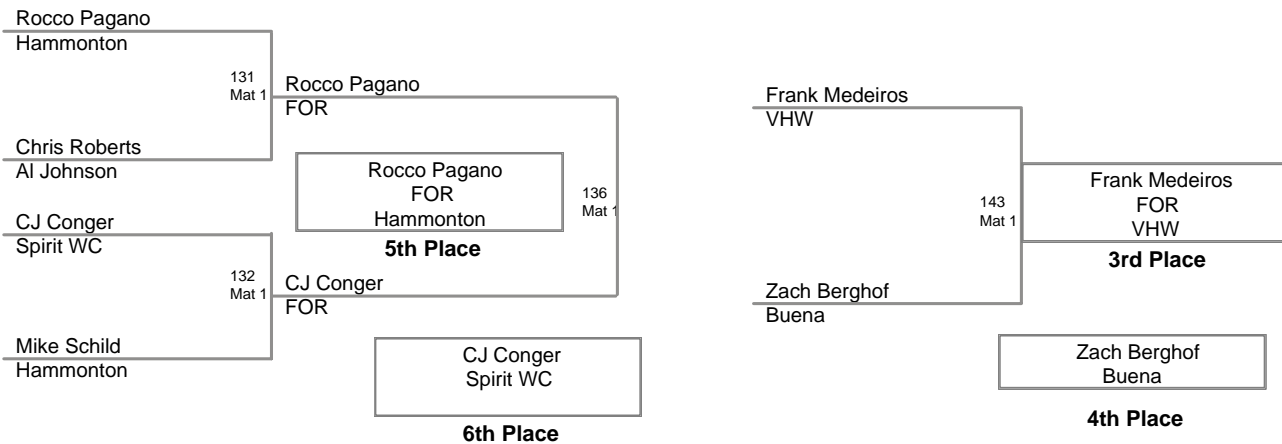 Rocco Pagano
Hammonton
131
Mat 1
Rocco Pagano
FOR
Chris Roberts
Al Johnson
Rocco Pagano
FOR
Hammonton
5th Place
136
Mat 1
CJ Conger
Spirit WC
132
Mat 1
CJ Conger
FOR
Mike Schild
Hammonton
CJ Conger
Spirit WC
6th Place
Frank Medeiros
VHW
143
Mat 1
Frank Medeiros
FOR
VHW
3rd Place
Zach Berghof
Buena
Zach Berghof
Buena
4th Place